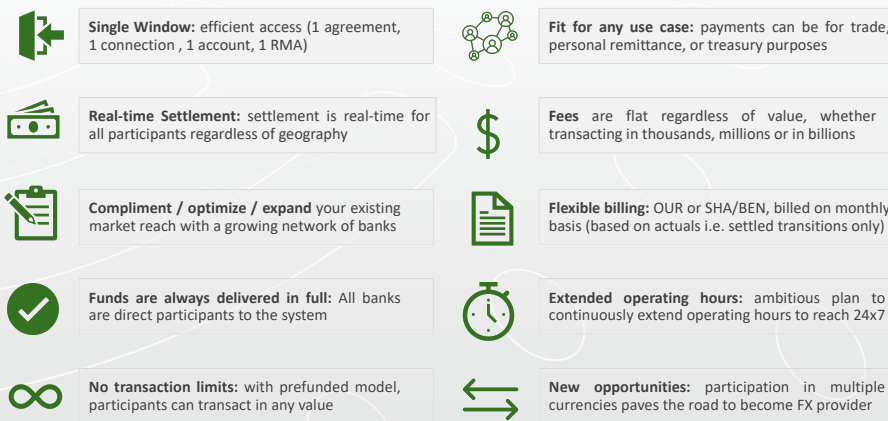 Single Window: efficient access (1 agreement,
1 connection , 1 account, 1 RMA)
Real-time Settlement: settlement is real-time for
all participants regardless of geography
Compliment / optimize / expand your existing
market reach with a growing network of banks
Funds are always delivered in full: All banks
are direct participants to the system
No transaction limits: with prefunded model,
participants can transact in any value
Fit for any use case: payments can be for trade,
personal remittance, or treasury purposes
Fees are flat regardless of value, whether
transacting in thousands, millions or in billions
Flexible billing: OUR or SHA/BEN, billed on monthly
basis (based on actuals i.e. settled transitions only)
Extended operating hours: ambitious plan to
continuously extend operating hours to reach 24x7
New opportunities: participation in multiple
currencies paves the road to become FX provider